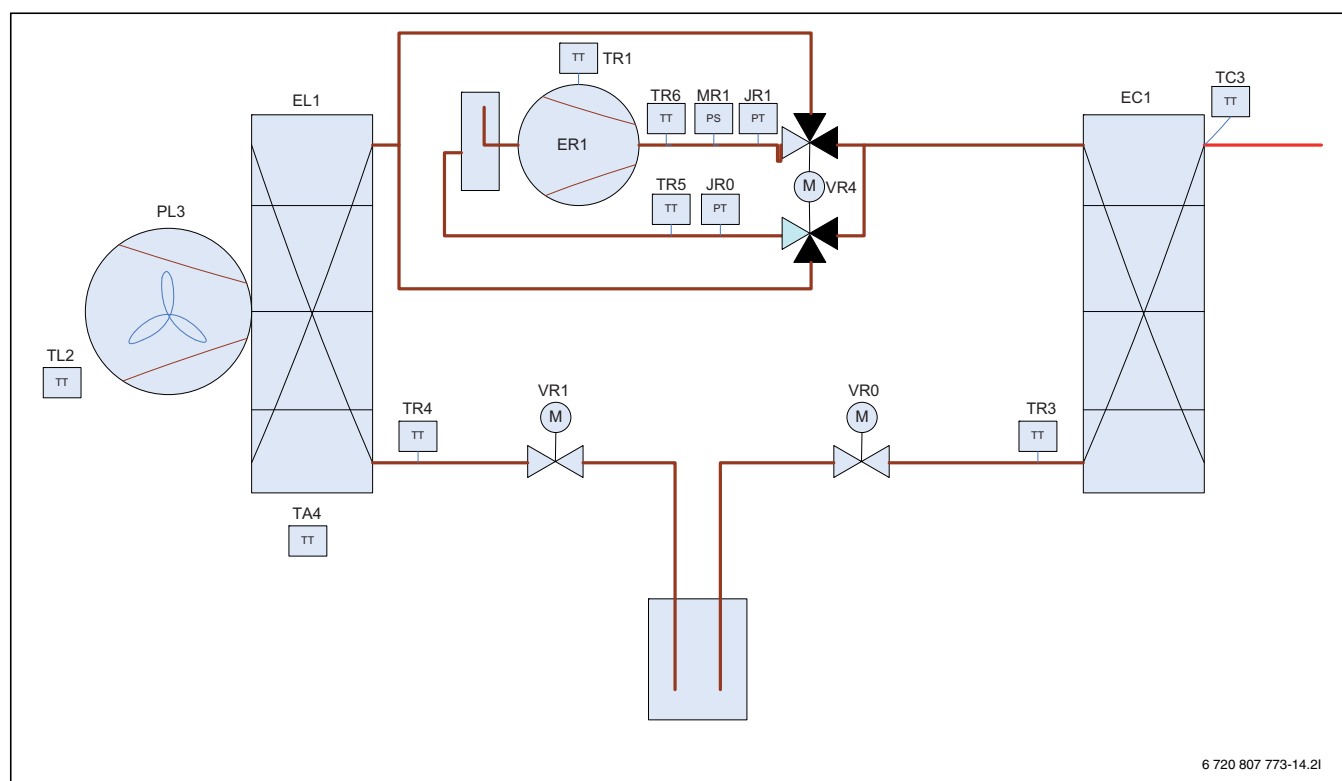 TT TR1
TC3
TT
EL1
TR6 MR1 JR1
TT PS PT
EC1
ER1
TR5 JR0
TT PT
M VR4
PL3
TL2
TT
VR1
M
VR0
M
TR4
TT
TR3
TT
TA4
TT
6 720 807 773-14.2I